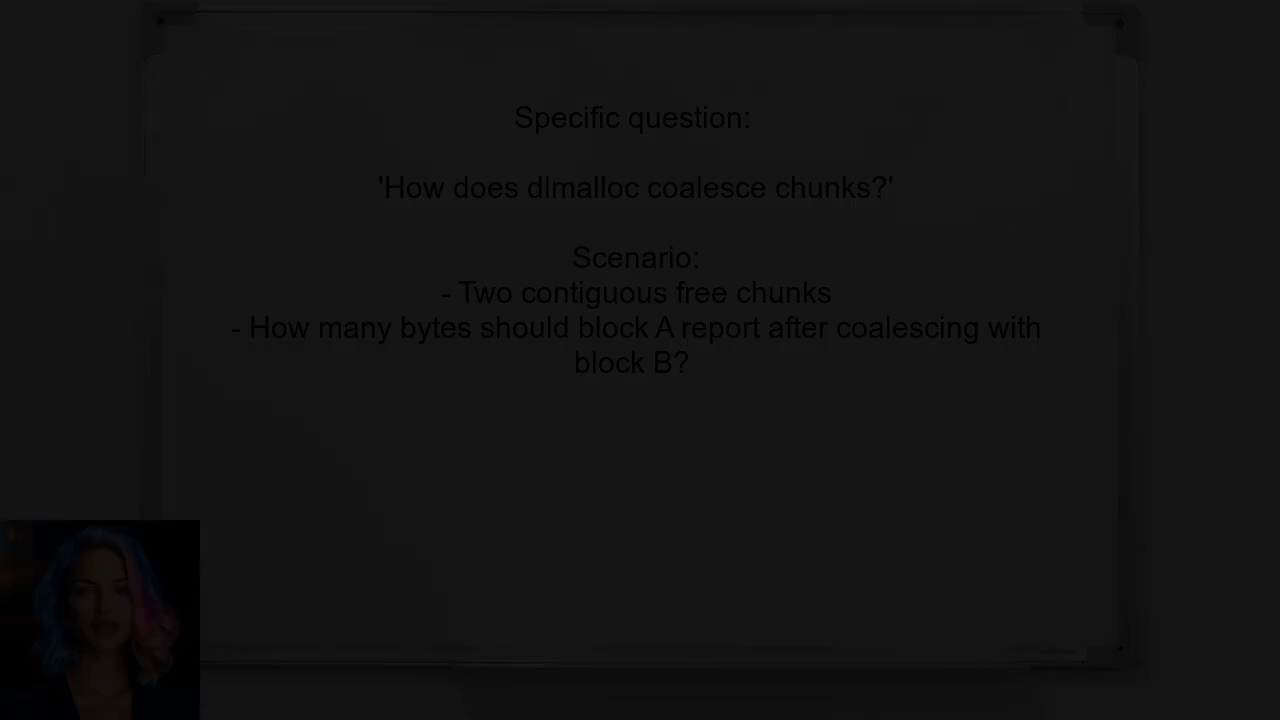 Specific question:
'How does dlmalloc coalesce chunks?'
Scenario:
- Two contiguous free chunks
- How many bytes should block A report after coalescing with
block B?